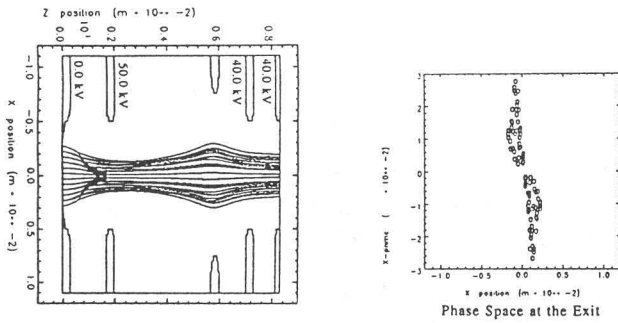 Z position (m * 10** -2)
0.0 0.1 0.2 0.4 0.6 0.8
-1.0 -0.5 0.0 0.5 1.0
X position (m * 10** -2)
0.0 kV
50.0 kV
40.0 kV
40.0 kV
3
2
1
0
-1
-2
-3
X-prime ( * 10** -2)
-1.0 -0.5 0.0 0.5 1.0
X position (m * 10** -2)
Phase Space at the Exit